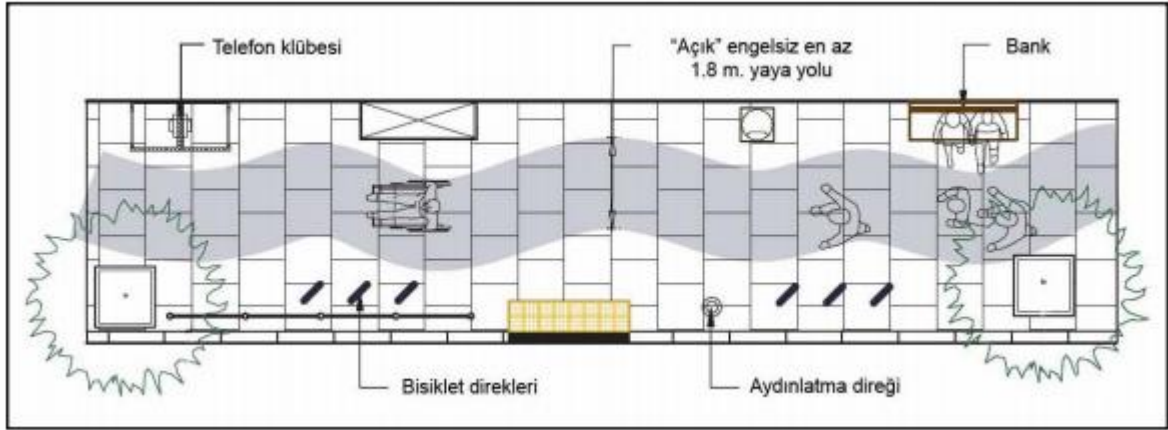 Telefon klübesi
"Açık" engelsiz en az
1.8 m. yaya yolu
Bank
Bisiklet direkleri
Aydınlatma direği